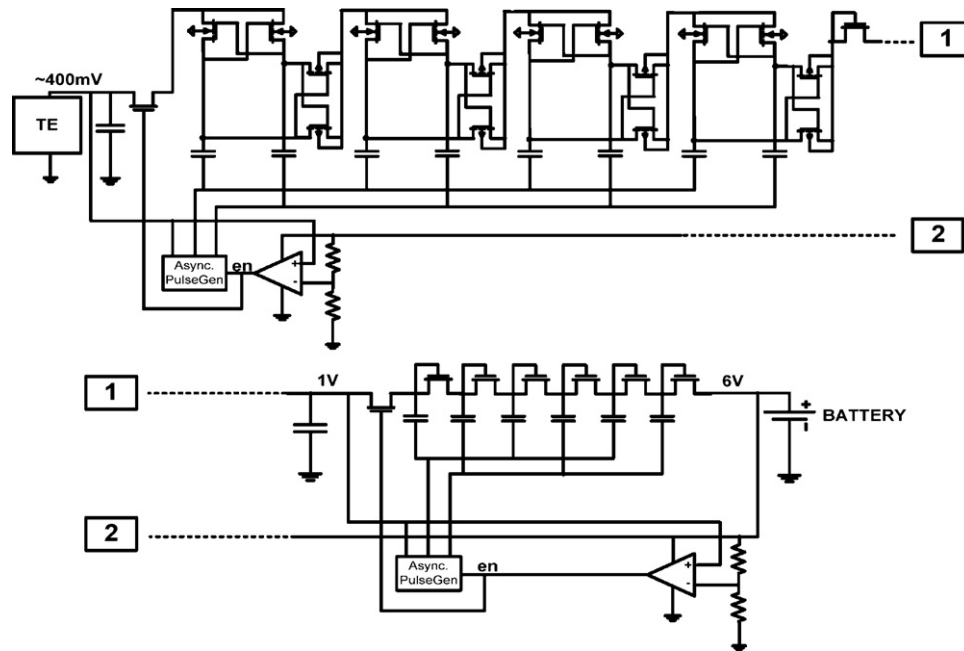 1
~400mV
TE
2
Async.
PulseGen
en
+
-
1
1V
6V
+
BATTERY
-
2
Async.
PulseGen
en
+
-